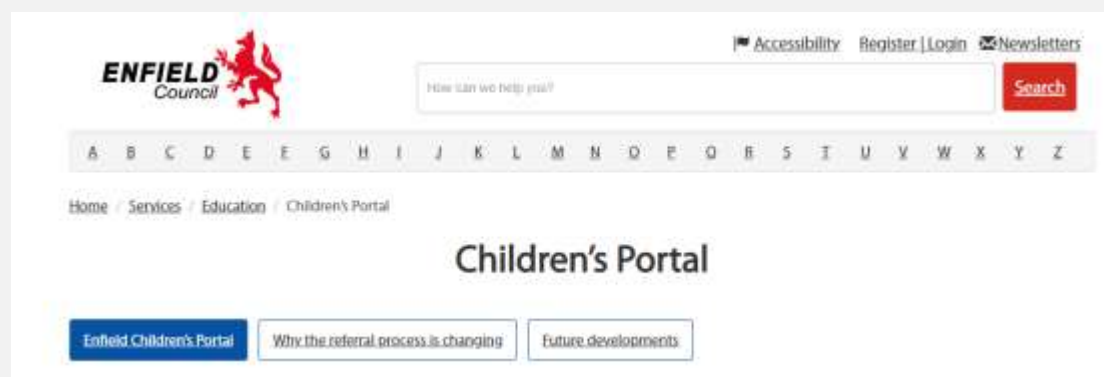 Accessibility Register | Login Newsletters
ENFIELD
Council
How can we help you?
Search
A B C D E F G H I J K L M N O P Q R S T U V W X Y Z
Home / Services / Education / Children's Portal
Children's Portal
Enfield Children's Portal Why the referral process is changing Future developments